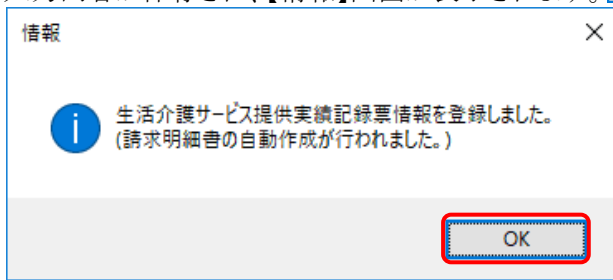 情報
生活介護サービス提供実績記録票情報を登録しました。
(請求明細書の自動作成が行われました。)
OK